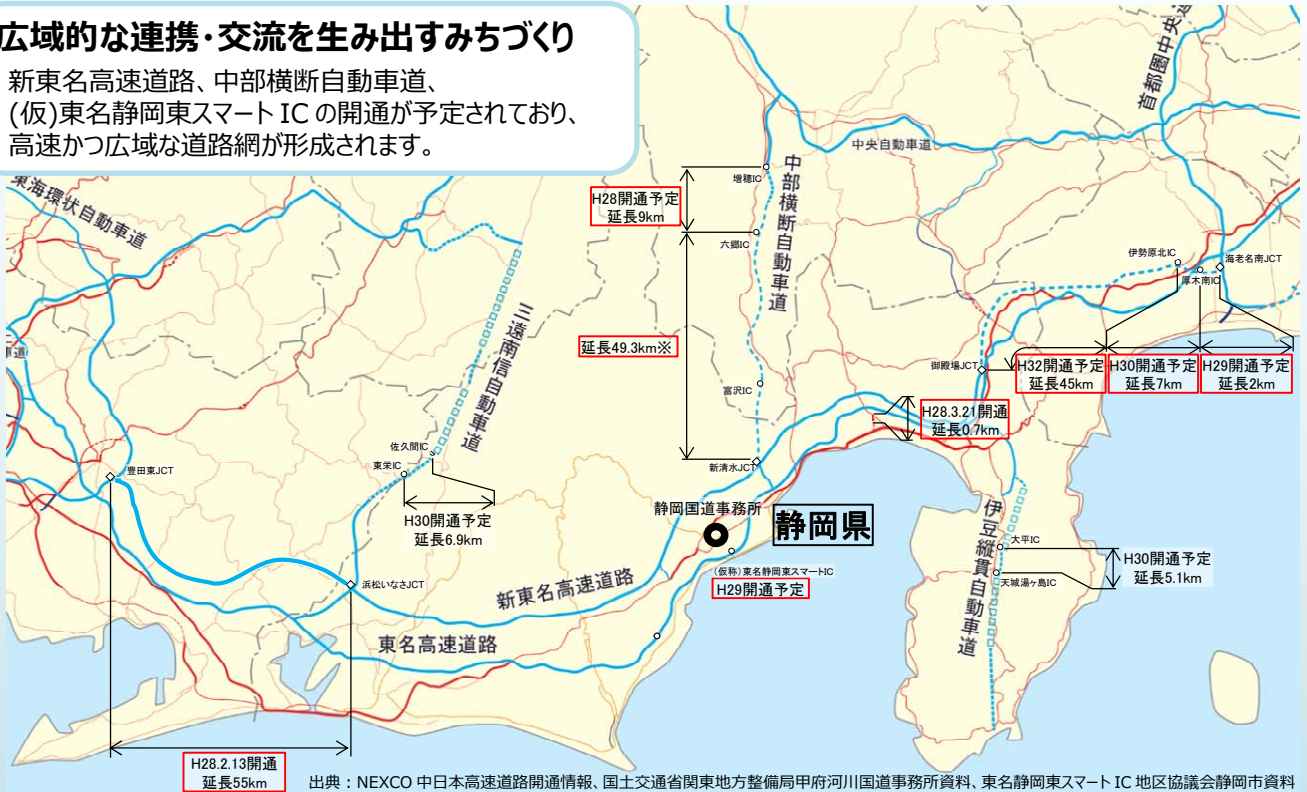 広域的な連携・交流を生み出すみちづくり
新東名高速道路、中部横断自動車道、
(仮)東名静岡東スマート IC の開通が予定されており、
高速かつ広域な道路網が形成されます。
首都圏中央
中央自動車道
東海環状自動車道
増穂IC
中部横断自動車道
H28開通予定
延長9km
六郷IC
伊勢原北IC
海老名南JCT
厚木南IC
三遠南信自動車道
車道
延長49.3km※
御殿場JCT
H32開通予定
延長45km
H30開通予定
延長7km
H29開通予定
延長2km
富沢IC
H28.3.21開通
延長0.7km
佐久間IC
東栄IC
豊田東JCT
新清水JCT
H30開通予定
延長6.9km
静岡国道事務所
静岡県
伊豆縦貫自動車道
大平IC
天城湯ヶ島IC
H30開通予定
延長5.1km
(仮称)東名静岡東スマートIC
H29開通予定
浜松いなさJCT
新東名高速道路
東名高速道路
H28.2.13開通
延長55km
出典：NEXCO 中日本高速道路開通情報、国土交通省関東地方整備局甲府河川国道事務所資料、東名静岡東スマート IC 地区協議会静岡市資料